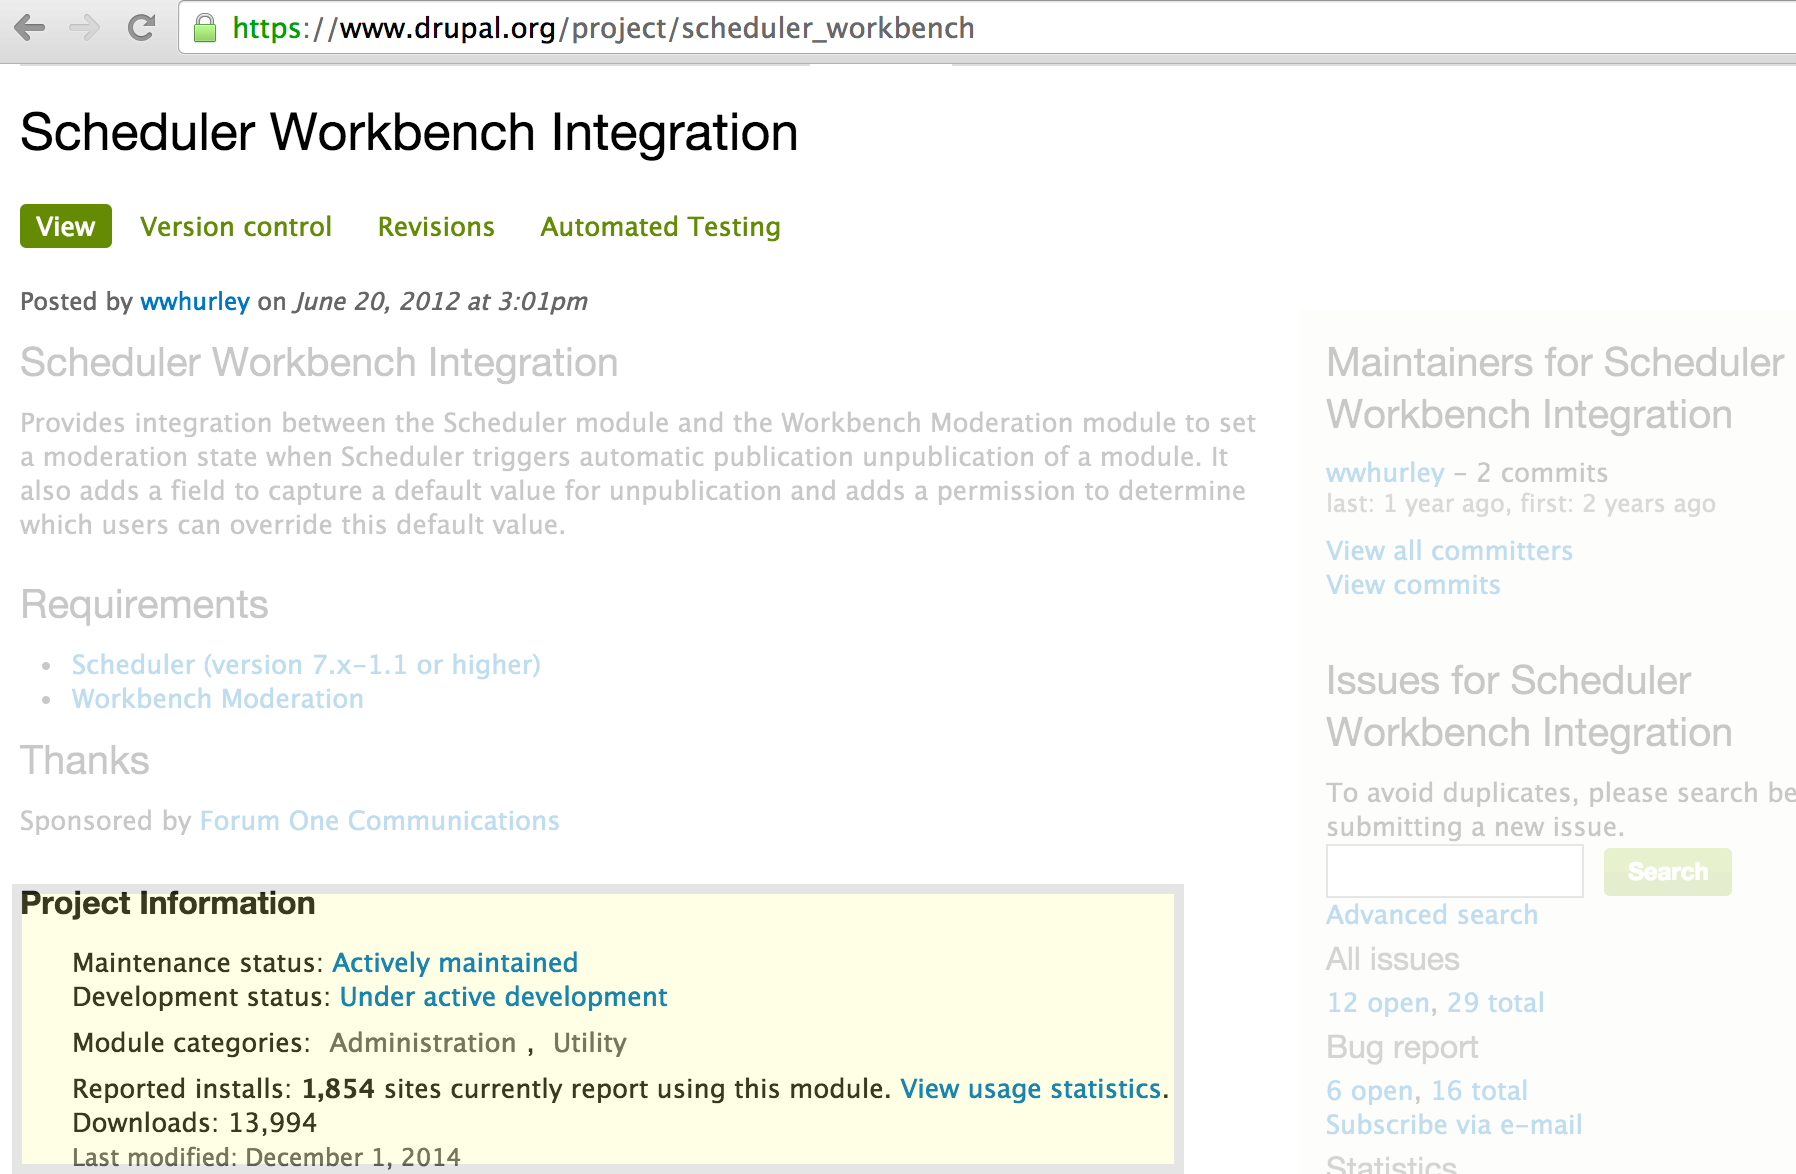 https://www.drupal.org/project/scheduler_workbench
Scheduler Workbench Integration
View Version control Revisions Automated Testing
Posted by wwhurley on June 20, 2012 at 3:01pm
Scheduler Workbench Integration
Provides integration between the Scheduler module and the Workbench Moderation module to set
a moderation state when Scheduler triggers automatic publication unpublication of a module. It
also adds a field to capture a default value for unpublication and adds a permission to determine
which users can override this default value.
Requirements
• Scheduler (version 7.x-1.1 or higher)
• Workbench Moderation
Thanks
Sponsored by Forum One Communications
Project Information
Maintenance status: Actively maintained
Development status: Under active development
Module categories: Administration , Utility
Reported installs: 1,854 sites currently report using this module. View usage statistics.
Downloads: 13,994
Last modified: December 1, 2014
Maintainers for Scheduler
Workbench Integration
wwhurley – 2 commits
last: 1 year ago, first: 2 years ago
View all committers
View commits
Issues for Scheduler
Workbench Integration
To avoid duplicates, please search be
submitting a new issue.
Search
Advanced search
All issues
12 open, 29 total
Bug report
6 open, 16 total
Subscribe via e-mail
Statistics